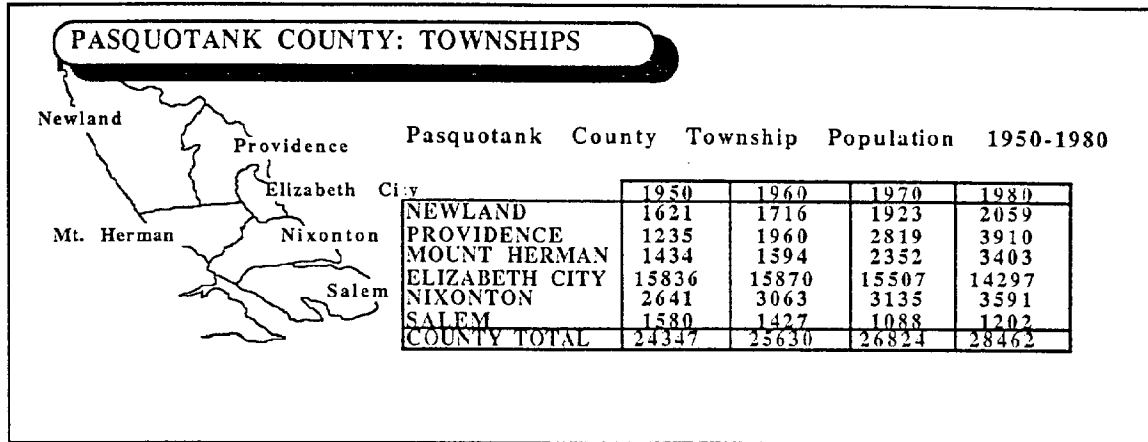 PASQUOTANK COUNTY: TOWNSHIPS
Newland
Providence
Elizabeth City
Mt. Herman
Nixonton
Salem
Pasquotank County Township Population 1950-1980
1950 1960 1970 1980
NEWLAND 1621 1716 1923 2059
PROVIDENCE 1235 1960 2819 3910
MOUNT HERMAN 1434 1594 2352 3403
ELIZABETH CITY 15836 15870 15507 14297
NIXONTON 2641 3063 3135 3591
SALEM 1580 1427 1088 1202
COUNTY TOTAL 24347 25630 26824 28462